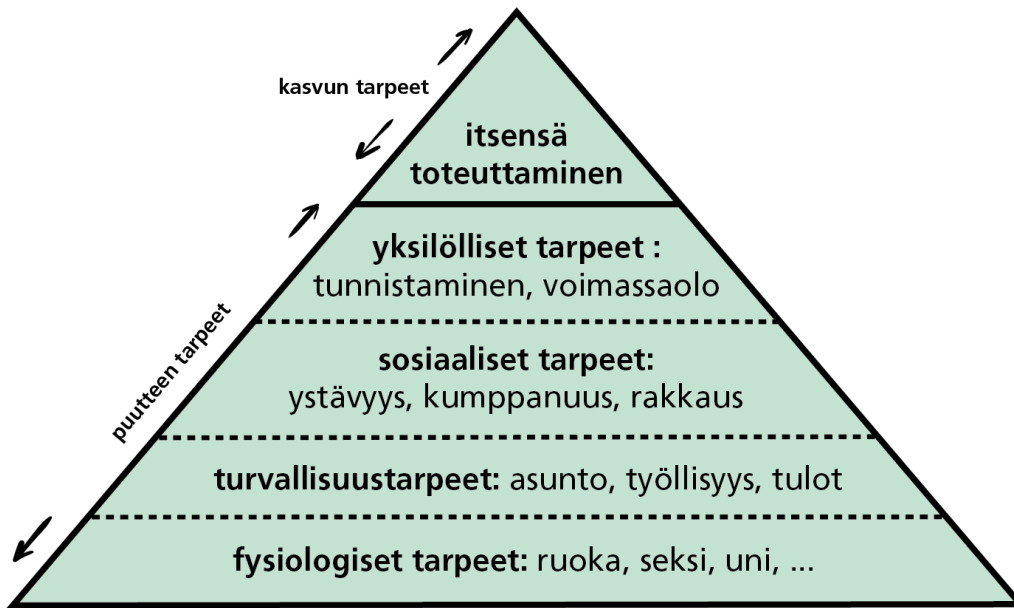 kasvun tarpeet
itsensä
toteuttaminen
yksilölliset tarpeet :
tunnistaminen, voimassaolo
puutteen tarpeet
sosiaaliset tarpeet:
ystävyys, kumppanuus, rakkaus
turvallisuustarpeet: asunto, työllisyys, tulot
fysiologiset tarpeet: ruoka, seksi, uni, ...